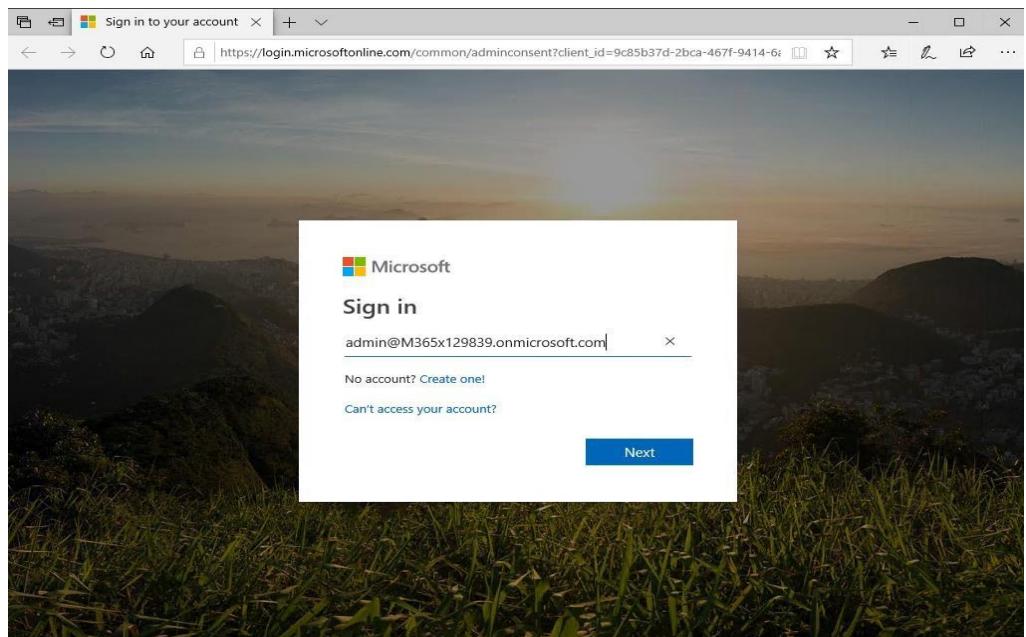 Sign in to your account
https://login.microsoftonline.com/common/adminconsent?client_id=9c85b37d-2bca-467f-9414-6a
Microsoft
Sign in
admin@M365x129839.onmicrosoft.com
No account? Create one!
Can't access your account?
Next